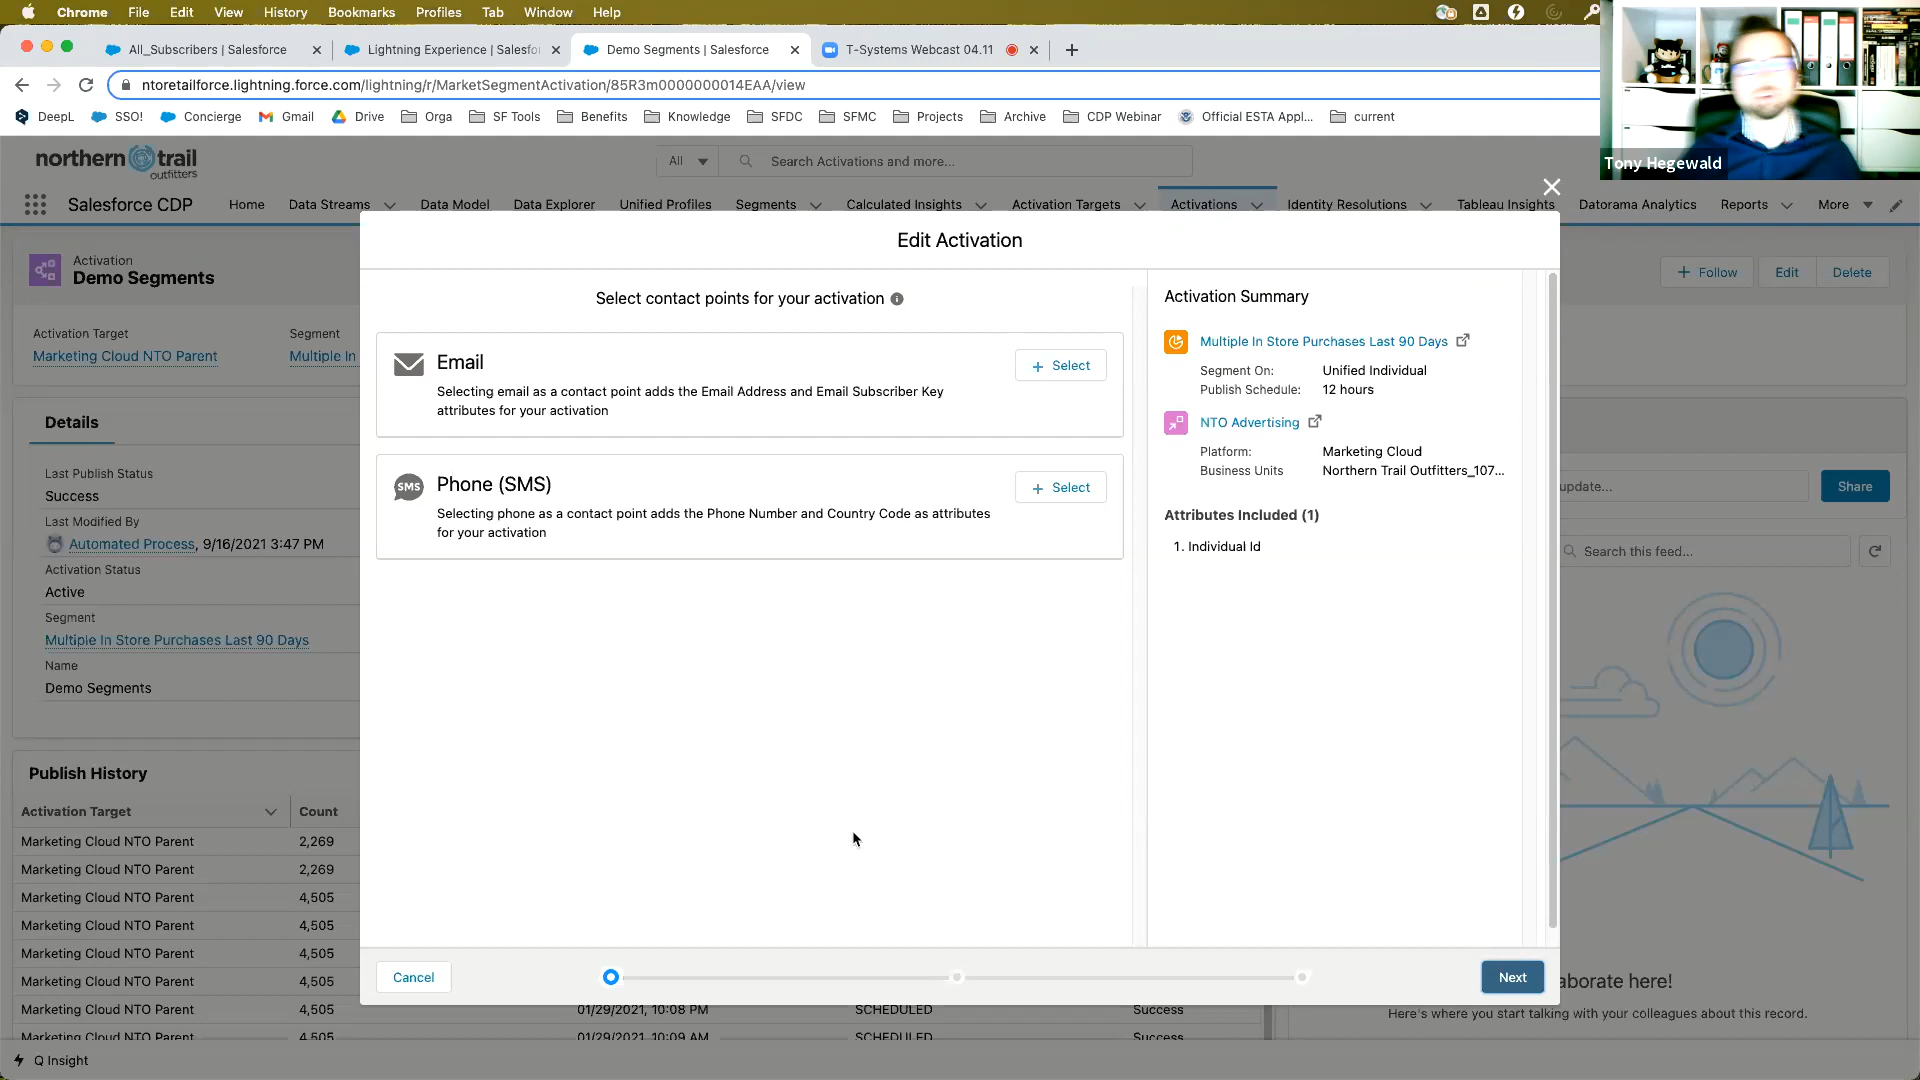 Chrome File Edit View History Bookmarks Profiles Tab Window Help
All_Subscribers | Salesforce
Lightning Experience | Salesfo
Demo Segments | Salesforce
T-Systems Webcast 04.11
ntoretailforce.lightning.force.com/lightning/r/MarketSegmentActivation/85R3m0000000014EAA/view
DeepL SSO! Concierge Gmail Drive Orga SF Tools Benefits Knowledge SFDC SFMC Projects Archive CDP Webinar Official ESTA Appl... current
Tony Hegewald
northern trail
outfitters
All Search Activations and more...
Salesforce CDP Home Data Streams Data Model Data Explorer Unified Profiles Segments Calculated Insights Activation Targets Activations Identity Resolutions Tableau Insights Datorama Analytics Reports More
Activation
Demo Segments
+ Follow Edit Delete
Activation Target
Marketing Cloud NTO Parent
Segment
Multiple In
Details
Last Publish Status
Success
Last Modified By
Automated Process, 9/16/2021 3:47 PM
Activation Status
Active
Segment
Multiple In Store Purchases Last 90 Days
Name
Demo Segments
Publish History
Activation Target Count
Marketing Cloud NTO Parent 2,269
Marketing Cloud NTO Parent 2,269
Marketing Cloud NTO Parent 4,505
Marketing Cloud NTO Parent 4,505
Marketing Cloud NTO Parent 4,505
Marketing Cloud NTO Parent 4,505
Marketing Cloud NTO Parent 4,505 01/29/2021, 10:08 PM SCHEDULED Success
Marketing Cloud NTO Parent 4,505 01/29/2021, 10:09 AM SCHEDULED Success
Q Insight
Edit Activation
Select contact points for your activation
Email
Selecting email as a contact point adds the Email Address and Email Subscriber Key
attributes for your activation
+ Select
SMS
Phone (SMS)
Selecting phone as a contact point adds the Phone Number and Country Code as attributes
for your activation
+ Select
Activation Summary
Multiple In Store Purchases Last 90 Days
Segment On: Unified Individual
Publish Schedule: 12 hours
NTO Advertising
Platform: Marketing Cloud
Business Units Northern Trail Outfitters_107...
Attributes Included (1)
1. Individual Id
Cancel
Next
update...
Share
Search this feed...
aborate here!
Here's where you start talking with your colleagues about this record.